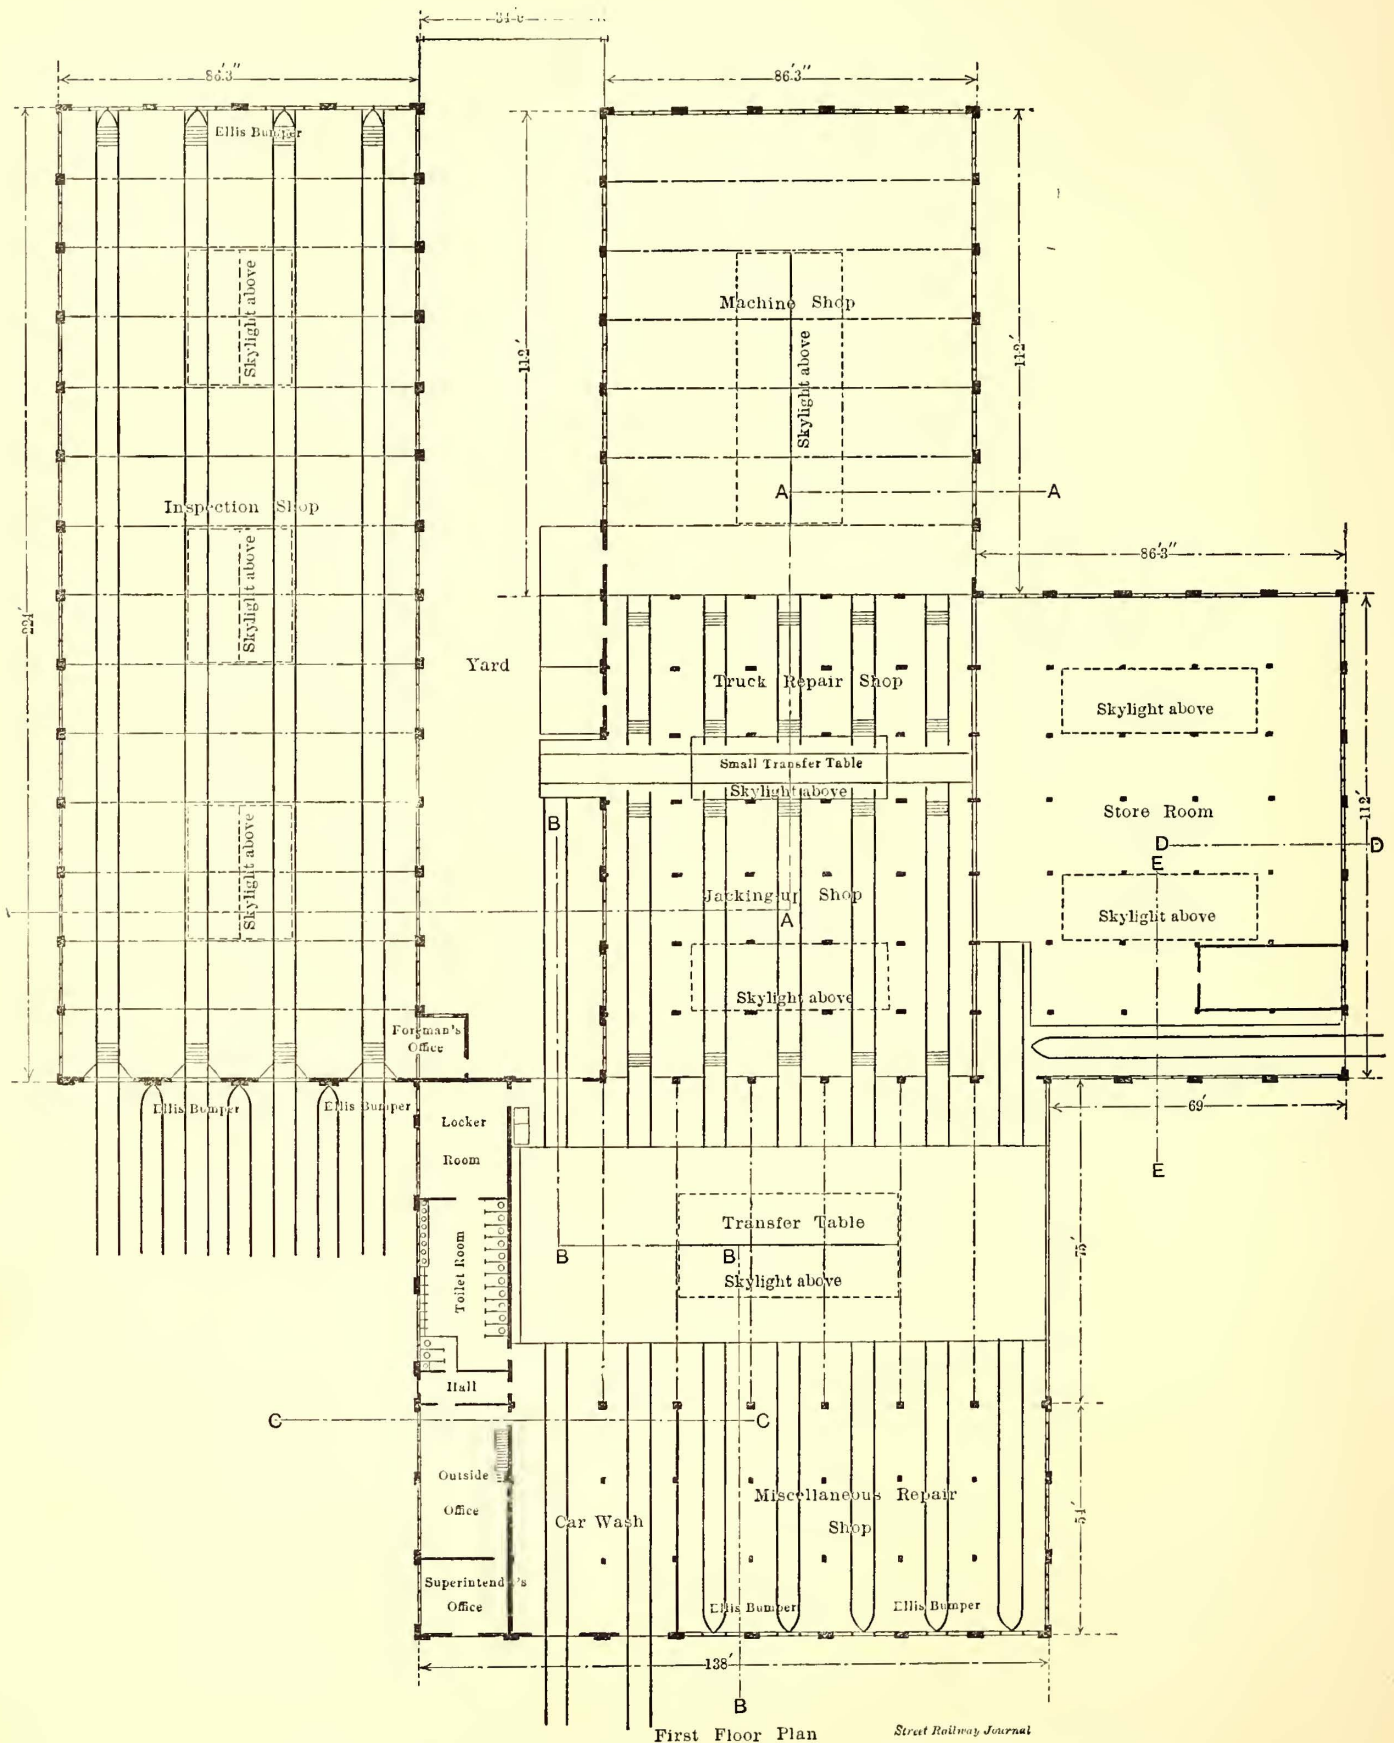 86'3"
86'3"
Ellis Bumper
Skylight above
Machine Shop
Skylight above
112'
112'
Inspection Shop
A
A
Skylight above
86'3"
Yard
Truck Repair Shop
Skylight above
Small Transfer Table
Skylight above
Store Room
112'
B
D
D
E
Skylight above
Jacking up Shop
A
Skylight above
Skylight above
Foreman's
Office
Ellis Bumper
Ellis Bumper
Locker
Room
69'
E
Transfer Table
B
B
Skylight above
75'
Toilet Room
Hall
C
C
Outside
Office
Car Wash
Miscellaneous Repair
Shop
Office
Ellis Bumper
Ellis Bumper
138'
B
First Floor Plan
Street Railway Journal